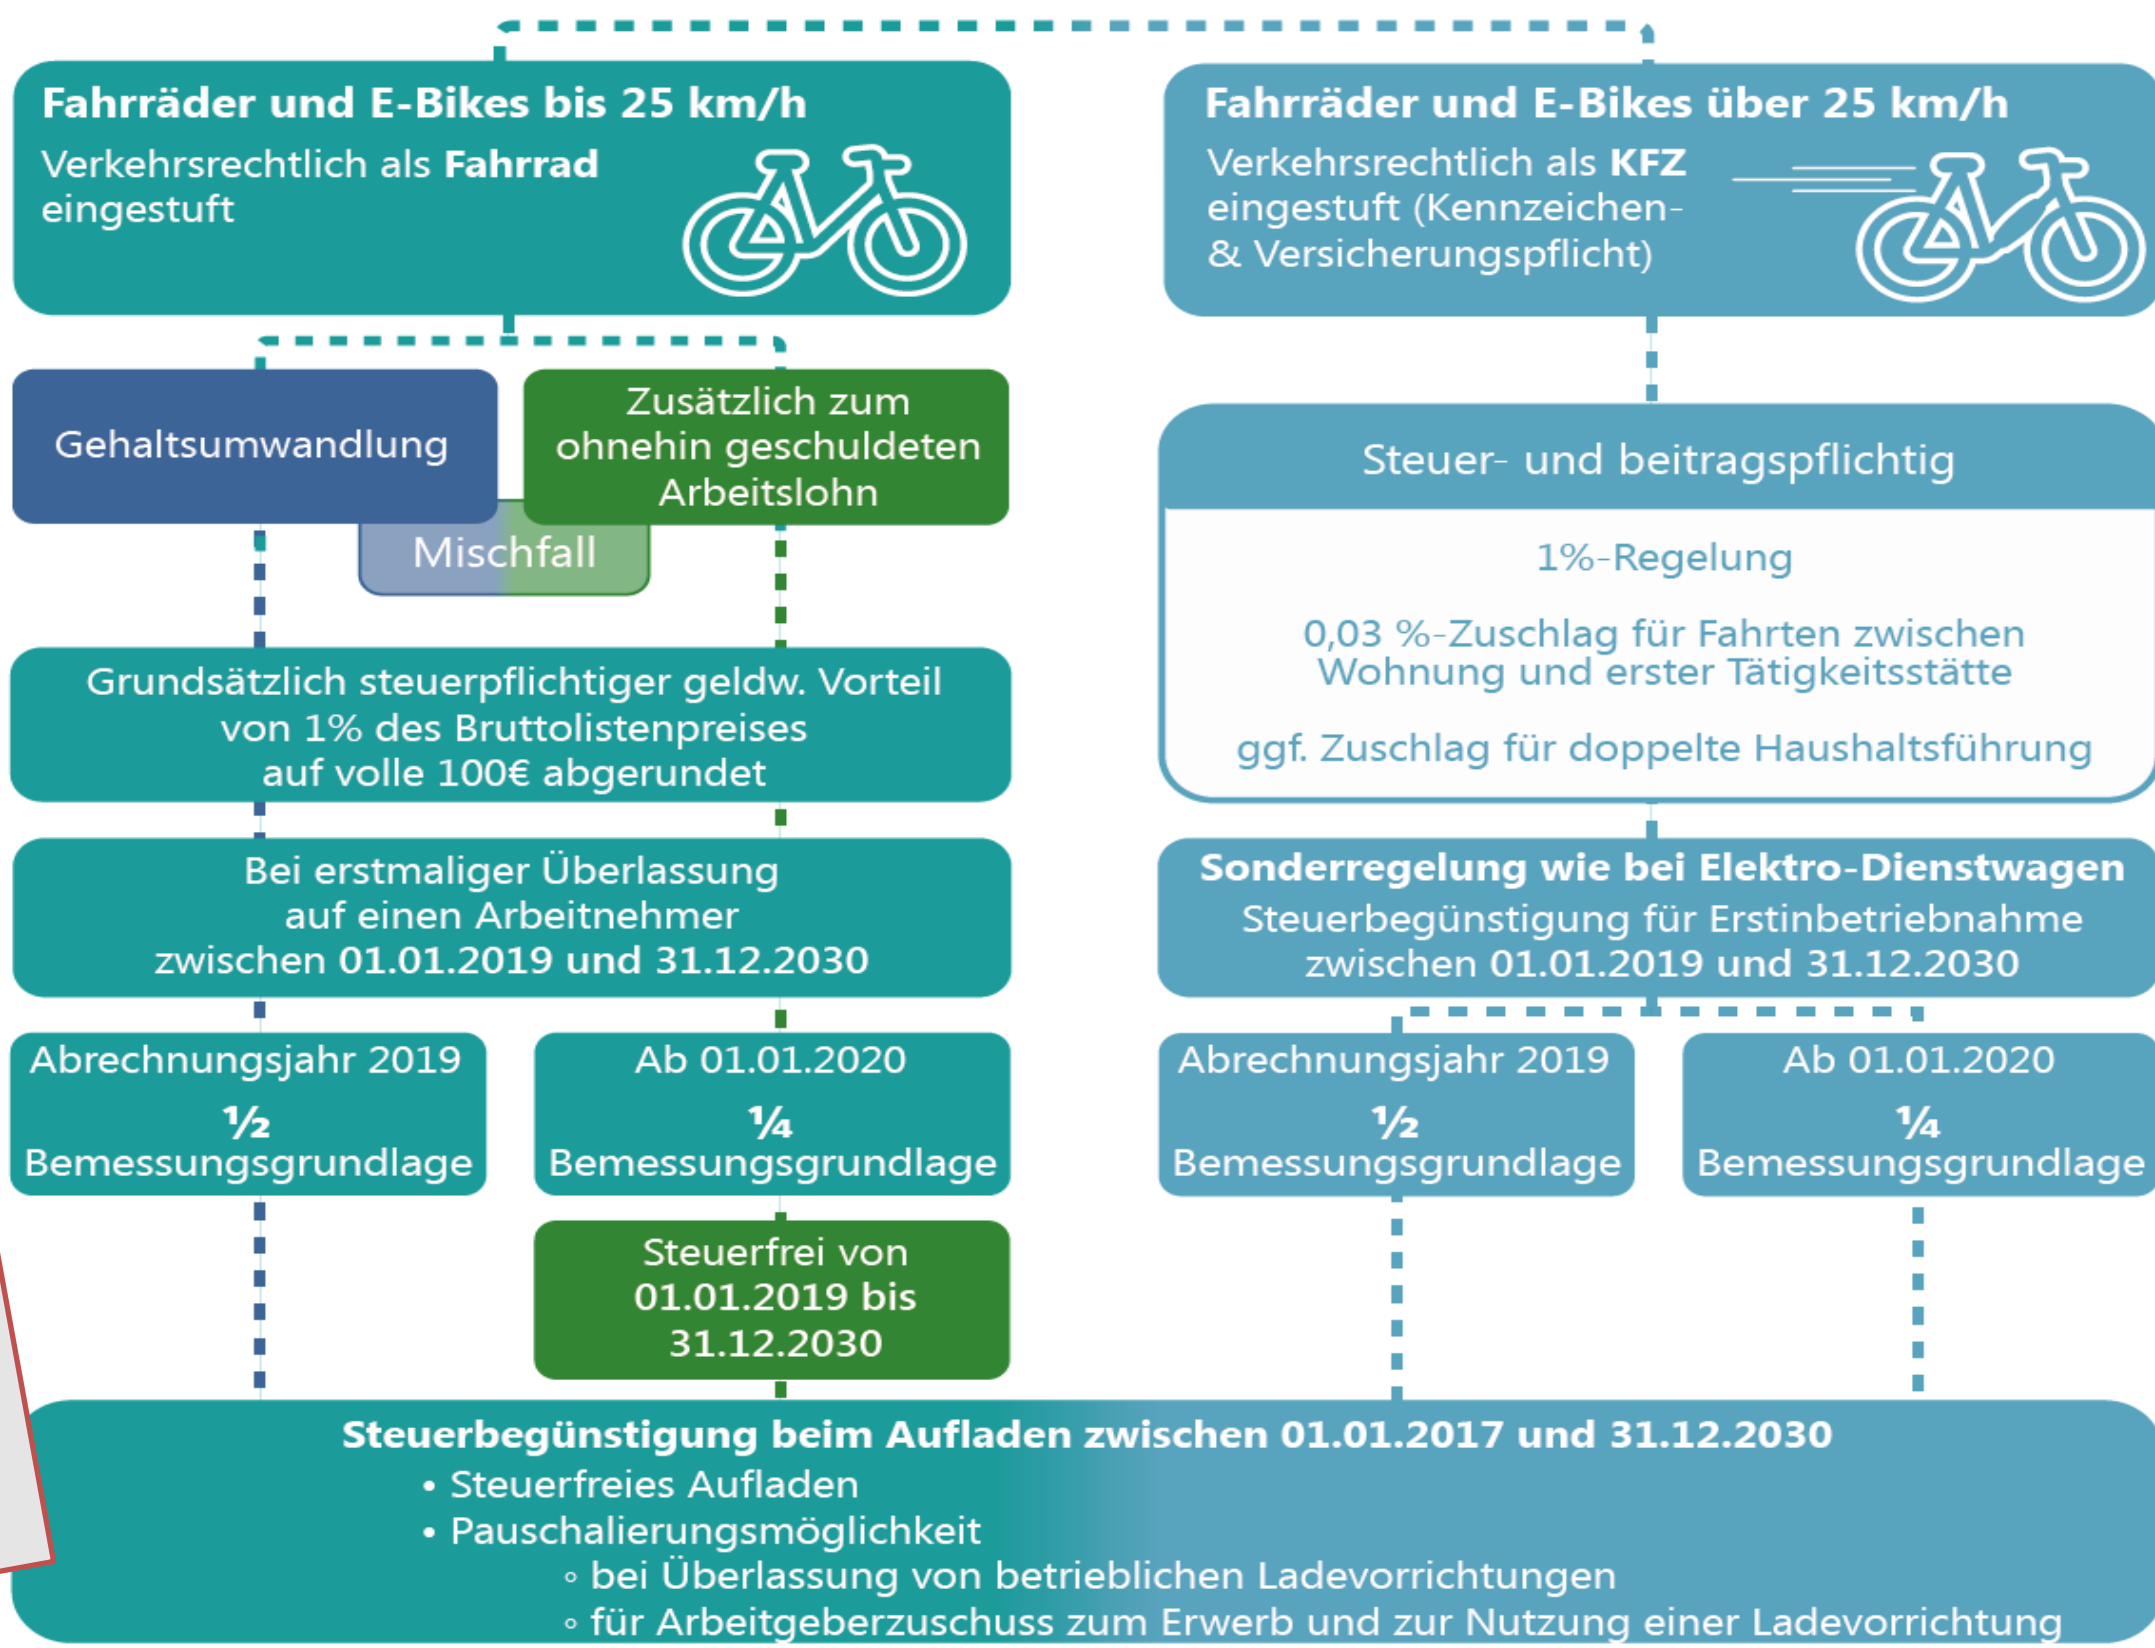 Fahrräder und E-Bikes bis 25 km/h
Verkehrsrechtlich als Fahrrad
eingestuft
Fahrräder und E-Bikes über 25 km/h
Verkehrsrechtlich als KFZ
eingestuft (Kennzeichen-
& Versicherungspflicht)
Gehaltsumwandlung
Zusätzlich zum
ohnehin geschuldeten
Arbeitslohn
Mischfall
Grundsätzlich steuerpflichtiger geldw. Vorteil
von 1% des Bruttolistenpreises
auf volle 100€ abgerundet
Bei erstmaliger Überlassung
auf einen Arbeitnehmer
zwischen 01.01.2019 und 31.12.2030
Abrechnungsjahr 2019
½
Bemessungsgrundlage
Ab 01.01.2020
¼
Bemessungsgrundlage
Steuerfrei von
01.01.2019 bis
31.12.2030
Steuer- und beitragspflichtig
1%-Regelung
0,03 %-Zuschlag für Fahrten zwischen
Wohnung und erster Tätigkeitsstätte
ggf. Zuschlag für doppelte Haushaltsführung
Sonderregelung wie bei Elektro-Dienstwagen
Steuerbegünstigung für Erstinbetriebnahme
zwischen 01.01.2019 und 31.12.2030
Abrechnungsjahr 2019
½
Bemessungsgrundlage
Ab 01.01.2020
¼
Bemessungsgrundlage
Steuerbegünstigung beim Aufladen zwischen 01.01.2017 und 31.12.2030
• Steuerfreies Aufladen
• Pauschalierungsmöglichkeit
◦ bei Überlassung von betrieblichen Ladevorrichtungen
◦ für Arbeitgeberzuschuss zum Erwerb und zur Nutzung einer Ladevorrichtung